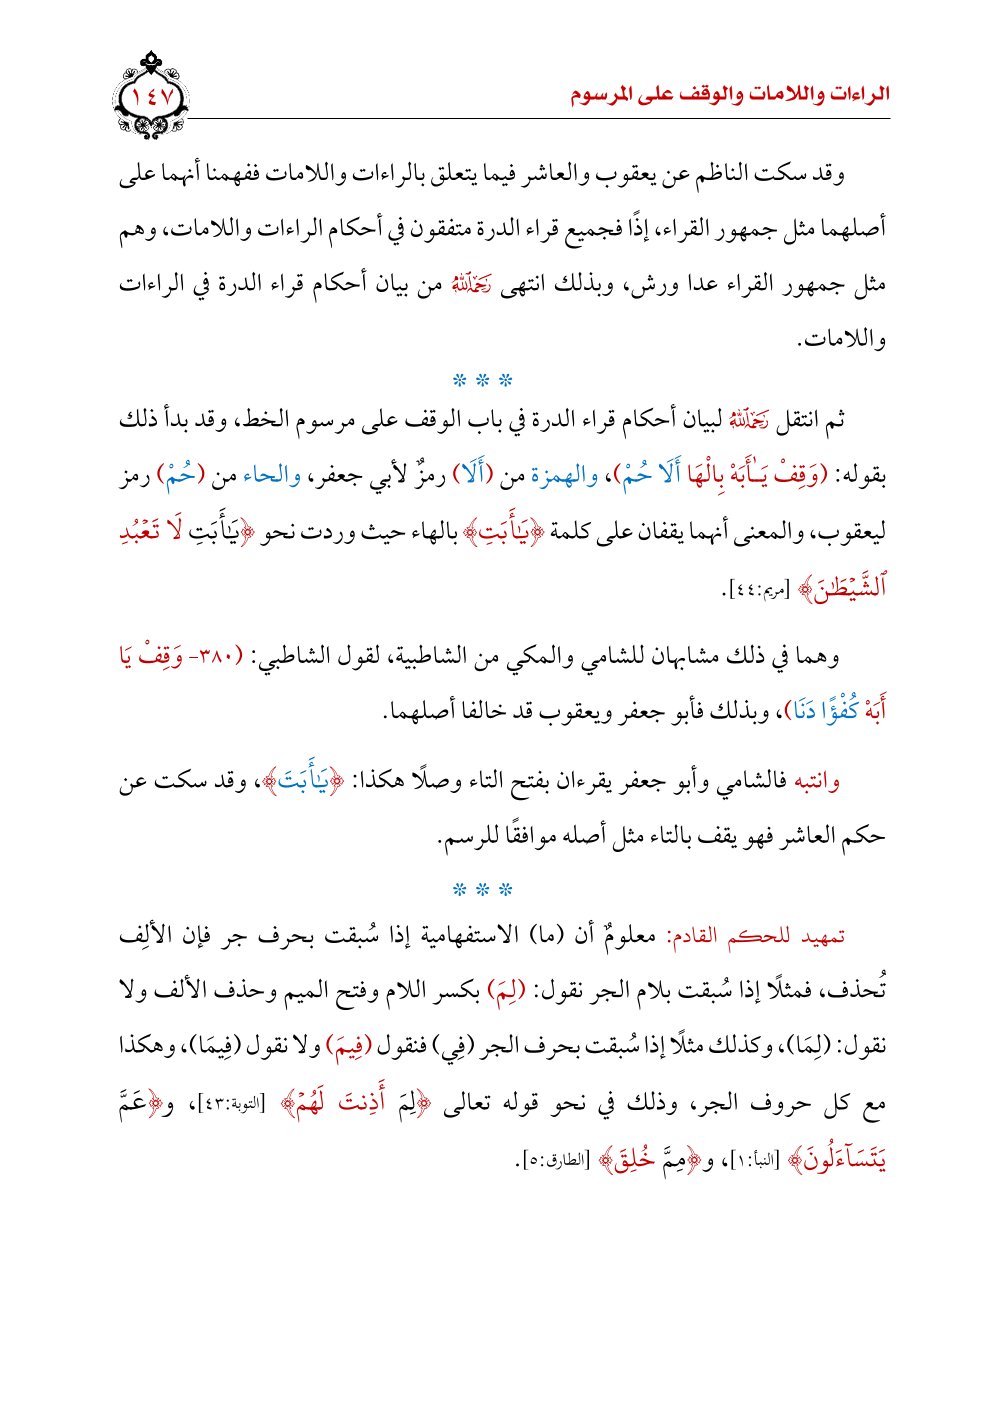 الراءات واللامات والوقف على المرسوم
١٤٧
وقد سكت الناظم عن يعقوب والعاشر فيما يتعلق بالراءات واللامات ففهمنا أنهما على
أصلهما مثل جمهور القراء، إذًا فجميع قراء الدرة متفقون في أحكام الراءات واللامات، وهم
مثل جمهور القراء عدا ورش، وبذلك انتهى رَحِمَهُ ٱللَّهُ من بيان أحكام قراء الدرة في الراءات
واللامات.
* * *
ثم انتقل رَحِمَهُ ٱللَّهُ لبيان أحكام قراء الدرة في باب الوقف على مرسوم الخط، وقد بدأ ذلك
بقوله: (وَقِفْ يَـٰأَبَهْ بِالْهَا أَلَا حُمْ)، والهمزة من (أَلَا) رمزٌ لأبي جعفر، والحاء من (حُمْ) رمز
ليعقوب، والمعنى أنهما يقفان على كلمة ﴿يَـٰٓأَبَتِ﴾ بالهاء حيث وردت نحو ﴿يَـٰٓأَبَتِ لَا تَعْبُدِ
ٱلشَّيْطَـٰنَ﴾ [مريم:٤٤].
وهما في ذلك مشابهان للشامي والمكي من الشاطبية، لقول الشاطبي: (٣٨٠- وَقِفْ يَا
أَبَهْ كُفْؤًا دَنَا)، وبذلك فأبو جعفر ويعقوب قد خالفا أصلهما.
وانتبه فالشامي وأبو جعفر يقرءان بفتح التاء وصلًا هكذا: ﴿يَـٰٓأَبَتَ﴾، وقد سكت عن
حكم العاشر فهو يقف بالتاء مثل أصله موافقًا للرسم.
* * *
تمهيد للحكم القادم: معلومٌ أن (ما) الاستفهامية إذا سُبقت بحرف جر فإن الألِف
تُحذف، فمثلًا إذا سُبقت بلام الجر نقول: (لِمَ) بكسر اللام وفتح الميم وحذف الألف ولا
نقول: (لِمَا)، وكذلك مثلًا إذا سُبقت بحرف الجر (فِي) فنقول (فِيمَ) ولا نقول (فِيمَا)، وهكذا
مع كل حروف الجر، وذلك في نحو قوله تعالى ﴿لِمَ أَذِنتَ لَهُمْ﴾ [التوبة:٤٣]، و﴿عَمَّ
يَتَسَآءَلُونَ﴾ [النبأ:١]، و﴿مِمَّ خُلِقَ﴾ [الطارق:٥].